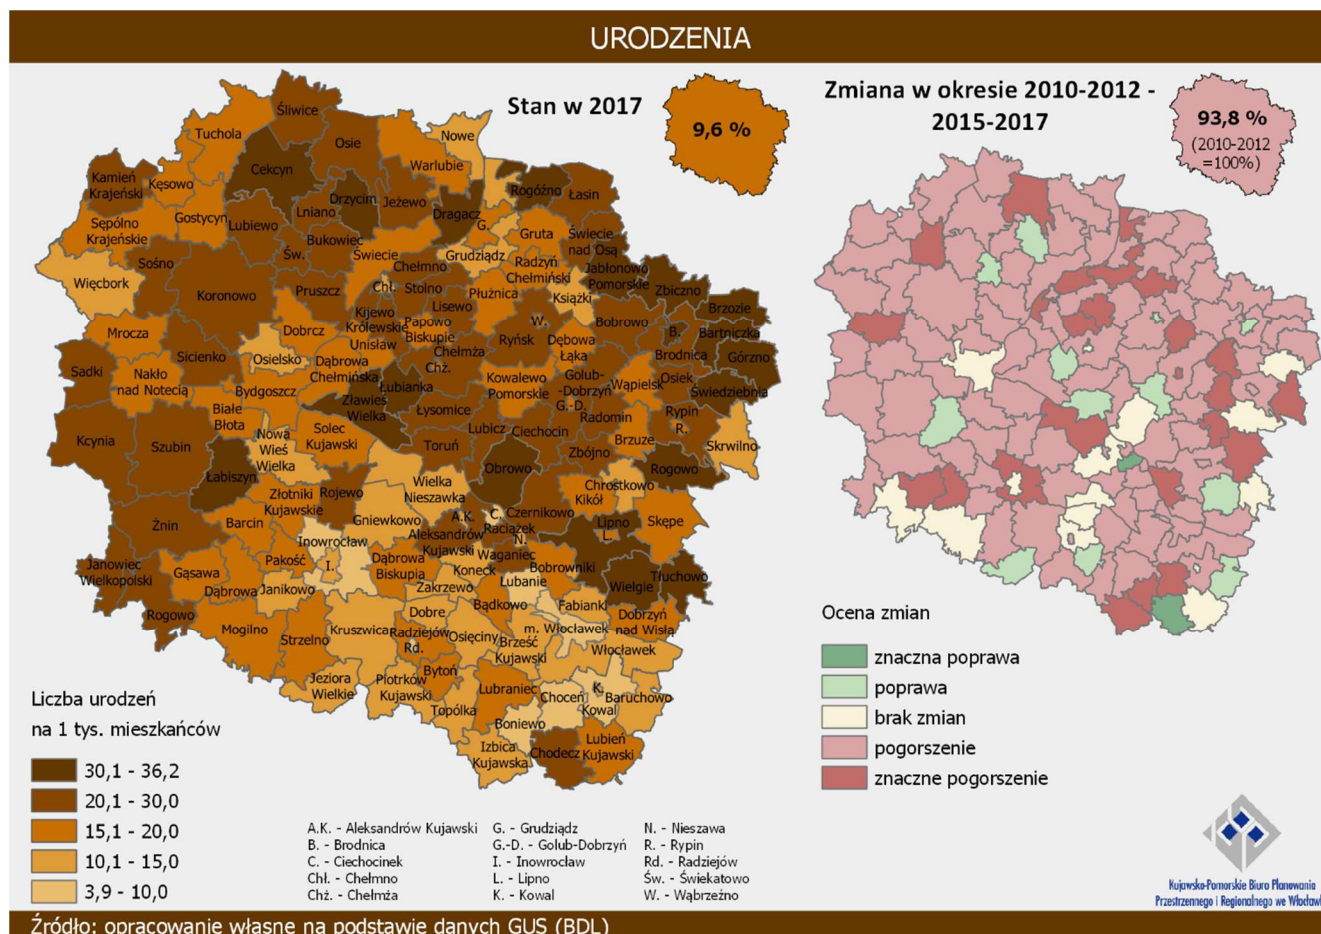 URODZENIA
Stan w 2017
9,6 %
Zmiana w okresie 2010-2012 -
2015-2017
93,8 %
(2010-2012
=100%)
Śliwice
Tuchola
Osie
Nowe
Warlubie
Cekcyn
Kamień
Krajeński
Kęsowo
Drzycim
Jeżewo
Rogóźno
Łasin
Lniano
Dragacz
Gostycyn
Sępólno
Krajeńskie
Lubiewo
Bukowiec
G.
Gruta
Świecie
nad Osą
Św.
Świecie
Grudziądz
Radzyń
Chełmiński
Jabłonowo
Pomorskie
Sośno
Chełmno
Więcbork
Koronowo
Pruszcz
Chł.
Stolno
Płużnica
Książki
Zbiczno
Brzozie
Lisewo
Kijewo
Królewskie
Papowo
Biskupie
W.
Bobrowo
B.
Bartniczka
Mrocza
Dobrcz
Unisław
Ryńsk
Dębowa
Łąka
Brodnica
Górzno
Sicienko
Osielsko
Dąbrowa
Chełmińska
Chełmża
Chż.
Sadki
Nakło
nad Notecią
Bydgoszcz
Łubianka
Kowalewo
Pomorskie
Golub-
-Dobrzyń
G.-D.
Wąpielsk
Osiek
Świedziebnia
Białe
Błota
Zławieś
Wielka
Łysomice
Radomin
Rypin
R.
Kcynia
Szubin
Solec
Kujawski
Toruń
Lubicz
Ciechocin
Zbójno
Brzuze
Skrwilno
Nowa
Wieś
Wielka
Łabiszyn
Wielka
Nieszawka
Obrowo
Rogowo
Chrostkowo
Kikół
Złotniki
Kujawskie
Rojewo
Żnin
Barcin
Gniewkowo
A.K.
C.
Czernikowo
Raciążek
Lipno
L.
Skępe
Inowrocław
Aleksandrów
Kujawski
N.
Waganiec
Janowiec
Wielkopolski
Gąsawa
Pakość
I.
Dąbrowa
Biskupia
Koneck
Bobrowniki
Lubanie
Wielgie
Tłuchowo
Dąbrowa
Janikowo
Zakrzewo
Bądkowo
Fabianki
Rogowo
Dobre
Dobrzyń
nad Wisłą
Mogilno
Strzelno
Kruszwica
Radziejów
Rd.
Osięciny
m. Włocławek
Brześć
Kujawski
Włocławek
Jeziora
Wielkie
Piotrków
Kujawski
Bytoń
Lubraniec
Choceń
K.
Kowal
Baruchowo
Topólka
Boniewo
Izbica
Kujawska
Chodecz
Lubień
Kujawski
Liczba urodzeń
na 1 tys. mieszkańców
30,1 - 36,2
20,1 - 30,0
15,1 - 20,0
10,1 - 15,0
3,9 - 10,0
A.K. - Aleksandrów Kujawski
B. - Brodnica
C. - Ciechocinek
Chł. - Chełmno
Chż. - Chełmża
G. - Grudziądz
G.-D. - Golub-Dobrzyń
I. - Inowrocław
L. - Lipno
K. - Kowal
N. - Nieszawa
R. - Rypin
Rd. - Radziejów
Św. - Świekatowo
W. - Wąbrzeźno
Ocena zmian
znaczna poprawa
poprawa
brak zmian
pogorszenie
znaczne pogorszenie
Kujawsko-Pomorskie Biuro Planowania
Przestrzennego i Regionalnego we Włocławku
Źródło: opracowanie własne na podstawie danych GUS (BDL)